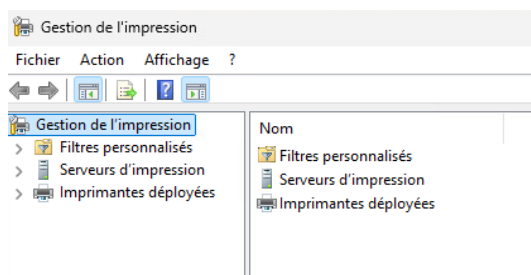 Gestion de l'impression
Fichier Action Affichage ?
Gestion de l'impression
Filtres personnalisés
Serveurs d'impression
Imprimantes déployées
Nom
Filtres personnalisés
Serveurs d'impression
Imprimantes déployées